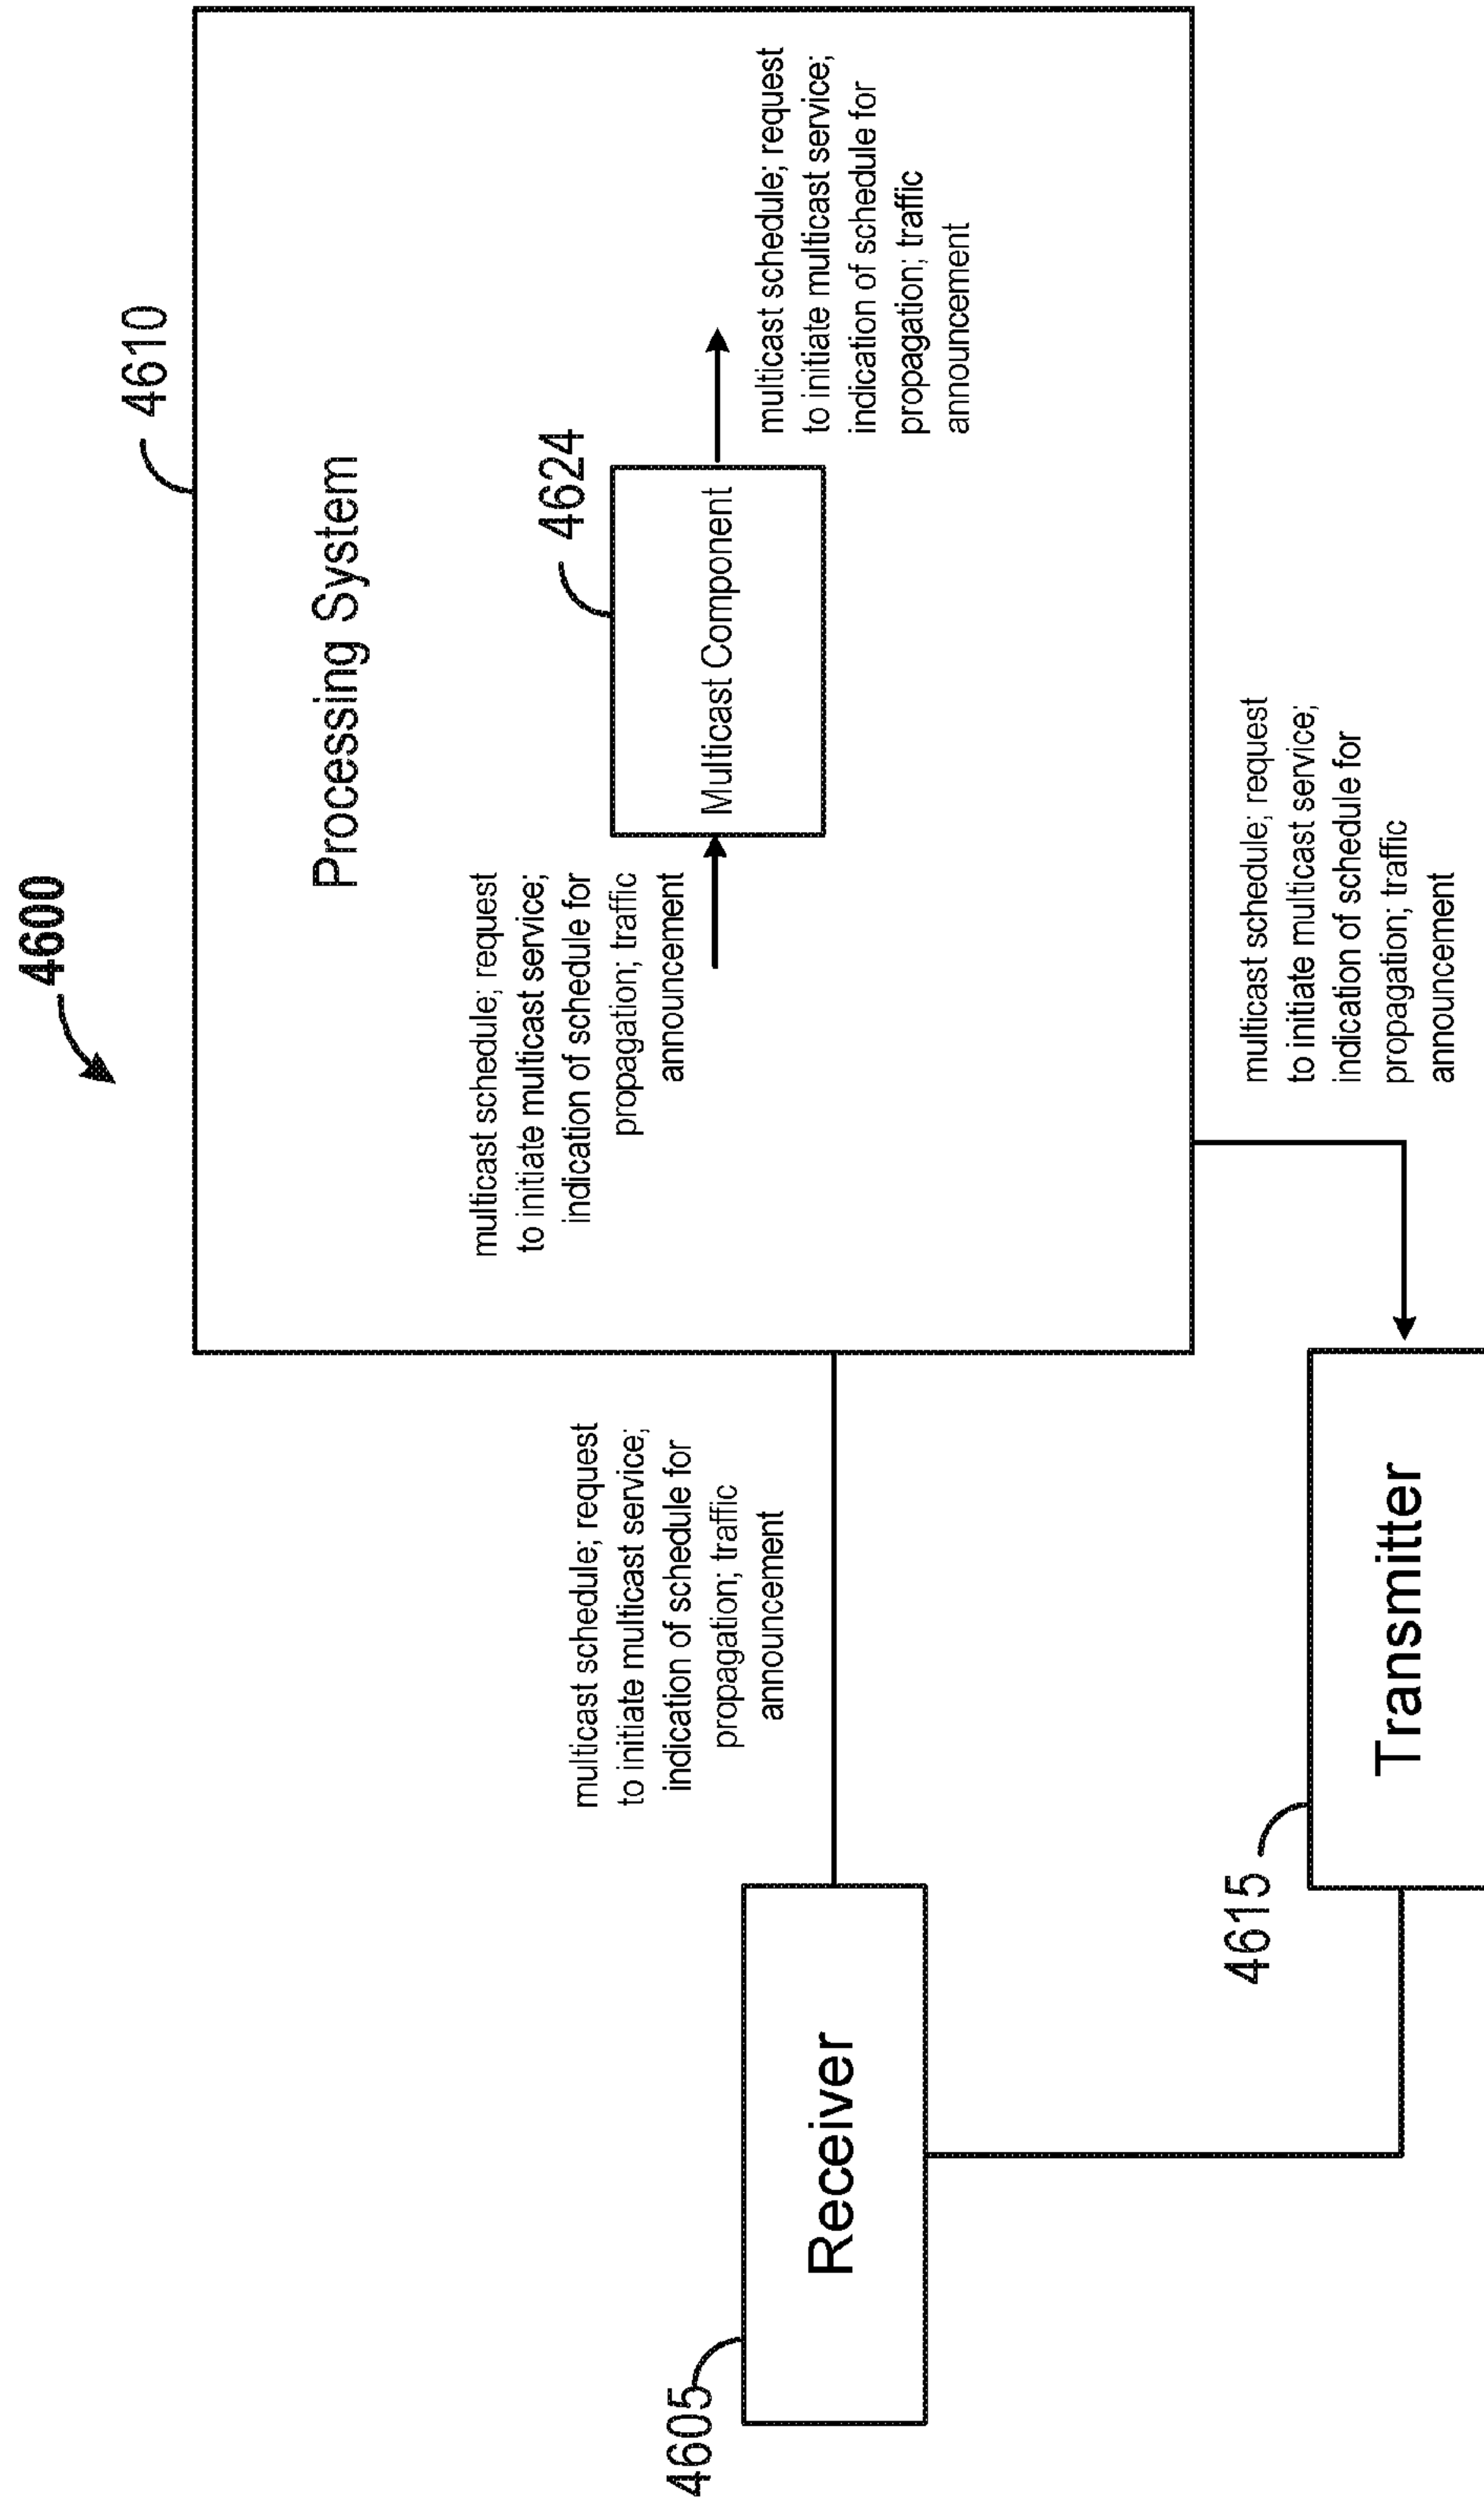 4600
4610
Processing System
4624
Multicast Component
multicast schedule; request
to initiate multicast service;
indication of schedule for
propagation; traffic
announcement
multicast schedule; request
to initiate multicast service;
indication of schedule for
propagation; traffic
announcement
multicast schedule; request
to initiate multicast service;
indication of schedule for
propagation; traffic
announcement
4605
Receiver
multicast schedule; request
to initiate multicast service;
indication of schedule for
propagation; traffic
announcement
4615
Transmitter